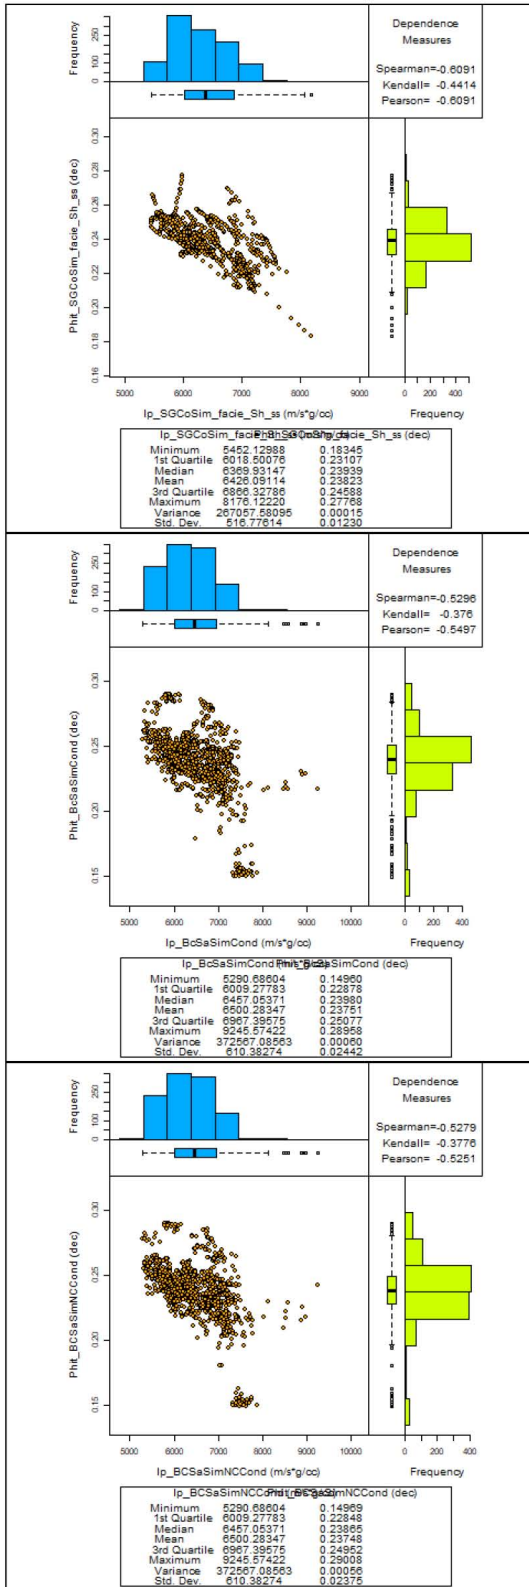 Frequency
0 100 250
Dependence
Measures
Spearman=-0.6091
Kendall= -0.4414
Pearson= -0.6091
Phit_SGCoSim_facie_Sh_ss (dec)
0.16 0.18 0.20 0.22 0.24 0.26 0.28 0.30
5000 6000 7000 8000 9000
0 200 400
Ip_SGCoSim_facie_Sh_ss (m/s*g/cc)
Frequency
Minimum 5452.12988 0.18345
1st Quartile 6018.50076 0.23107
Median 6369.93147 0.23939
Mean 6426.09114 0.23823
3rd Quartile 6866.32786 0.24588
Maximum 8176.12220 0.27768
Variance 267057.58095 0.00015
Std. Dev. 516.77614 0.01230
Frequency
0 100 250
Dependence
Measures
Spearman=-0.5296
Kendall= -0.376
Pearson= -0.5497
Phit_BcSaSimCond (dec)
0.15 0.20 0.25 0.30
5000 6000 7000 8000 9000 10000
0 200 400
Ip_BcSaSimCond (m/s*g/cc)
Frequency
Minimum 5290.68604 0.14960
1st Quartile 6009.27783 0.22878
Median 6457.05371 0.23980
Mean 6500.28347 0.23751
3rd Quartile 6967.39575 0.25077
Maximum 9245.57422 0.28958
Variance 372567.08563 0.00060
Std. Dev. 610.38274 0.02442
Frequency
0 100 250
Dependence
Measures
Spearman=-0.5279
Kendall= -0.3776
Pearson= -0.5251
Phit_BCSaSimNCCond (dec)
0.15 0.20 0.25 0.30
5000 6000 7000 8000 9000 10000
0 100 200 300 400
Ip_BCSaSimNCCond (m/s*g/cc)
Frequency
Minimum 5290.68604 0.14969
1st Quartile 6009.27783 0.22848
Median 6457.05371 0.23865
Mean 6500.28347 0.23748
3rd Quartile 6967.39575 0.24952
Maximum 9245.57422 0.29008
Variance 372567.08563 0.00056
Std. Dev. 610.38274 0.02375